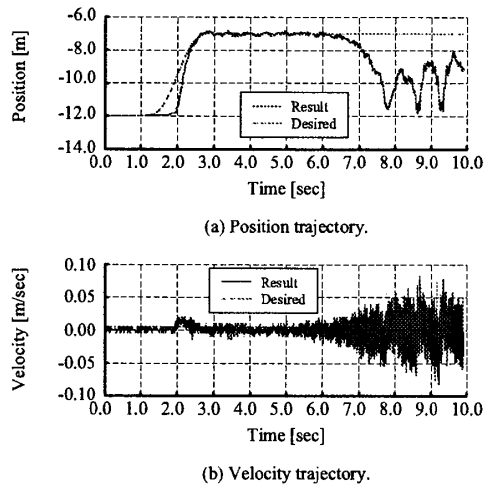 -6.0
-8.0
-10.0
-12.0
-14.0
Position [m]
Result
Desired
0.0 1.0 2.0 3.0 4.0 5.0 6.0 7.0 8.0 9.0 10.0
Time [sec]
(a) Position trajectory.
0.10
0.05
0.00
-0.05
-0.10
Velocity [m/sec]
Result
Desired
0.0 1.0 2.0 3.0 4.0 5.0 6.0 7.0 8.0 9.0 10.0
Time [sec]
(b) Velocity trajectory.